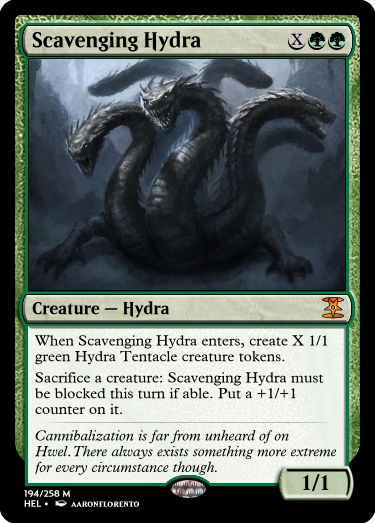 Scavenging Hydra X
Creature — Hydra
When Scavenging Hydra enters, create X 1/1
green Hydra Tentacle creature tokens.
Sacrifice a creature: Scavenging Hydra must
be blocked this turn if able. Put a +1/+1
counter on it.
Cannibalization is far from unheard of on
Hwel. There always exists something more extreme
for every circumstance though.
1/1
194/258 M
HEL • AARONFLORENTO